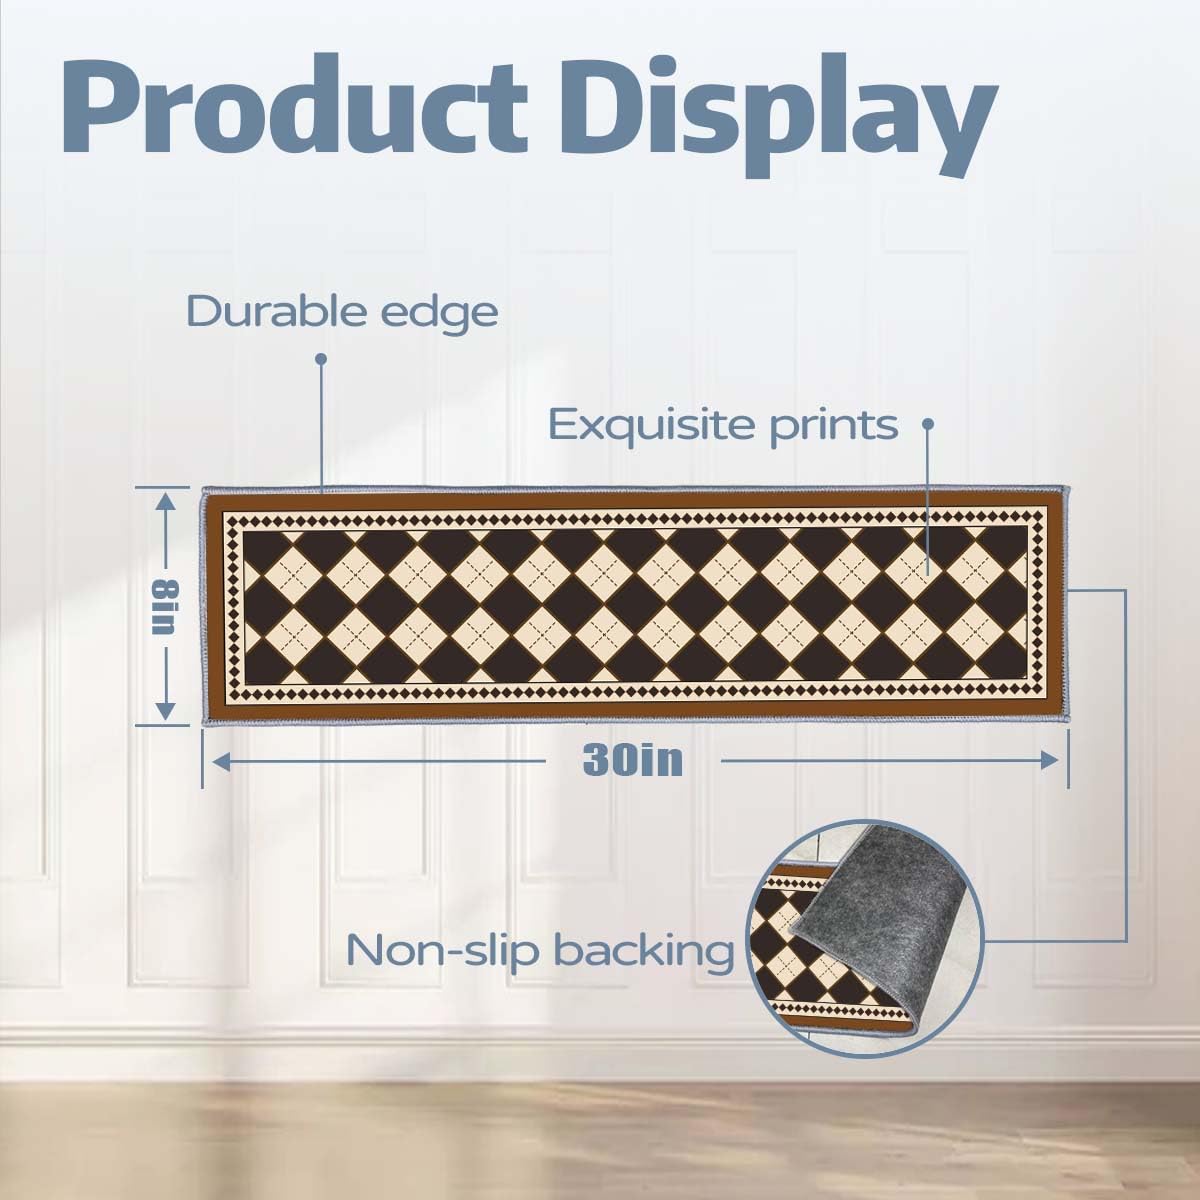 Product Display
Durable edge
Exquisite prints
8in
30in
Non-slip backing